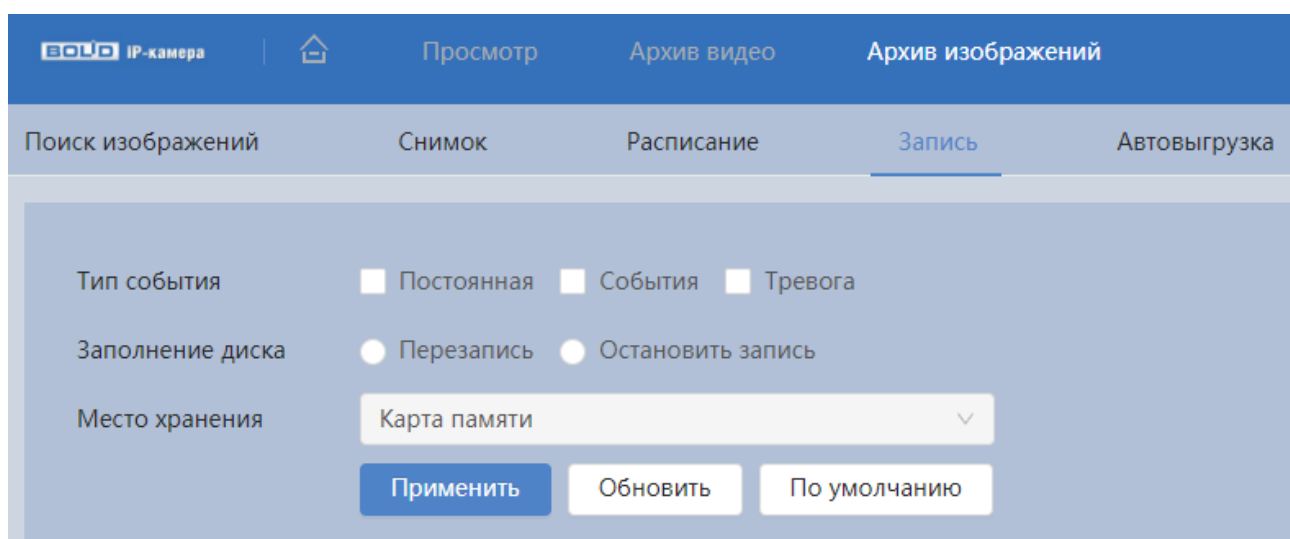 BOLID IP-камера Просмотр Архив видео Архив изображений
Поиск изображений Снимок Расписание Запись Автовыгрузка
Тип события Постоянная События Тревога
Заполнение диска Перезапись Остановить запись
Место хранения Карта памяти
Применить Обновить По умолчанию